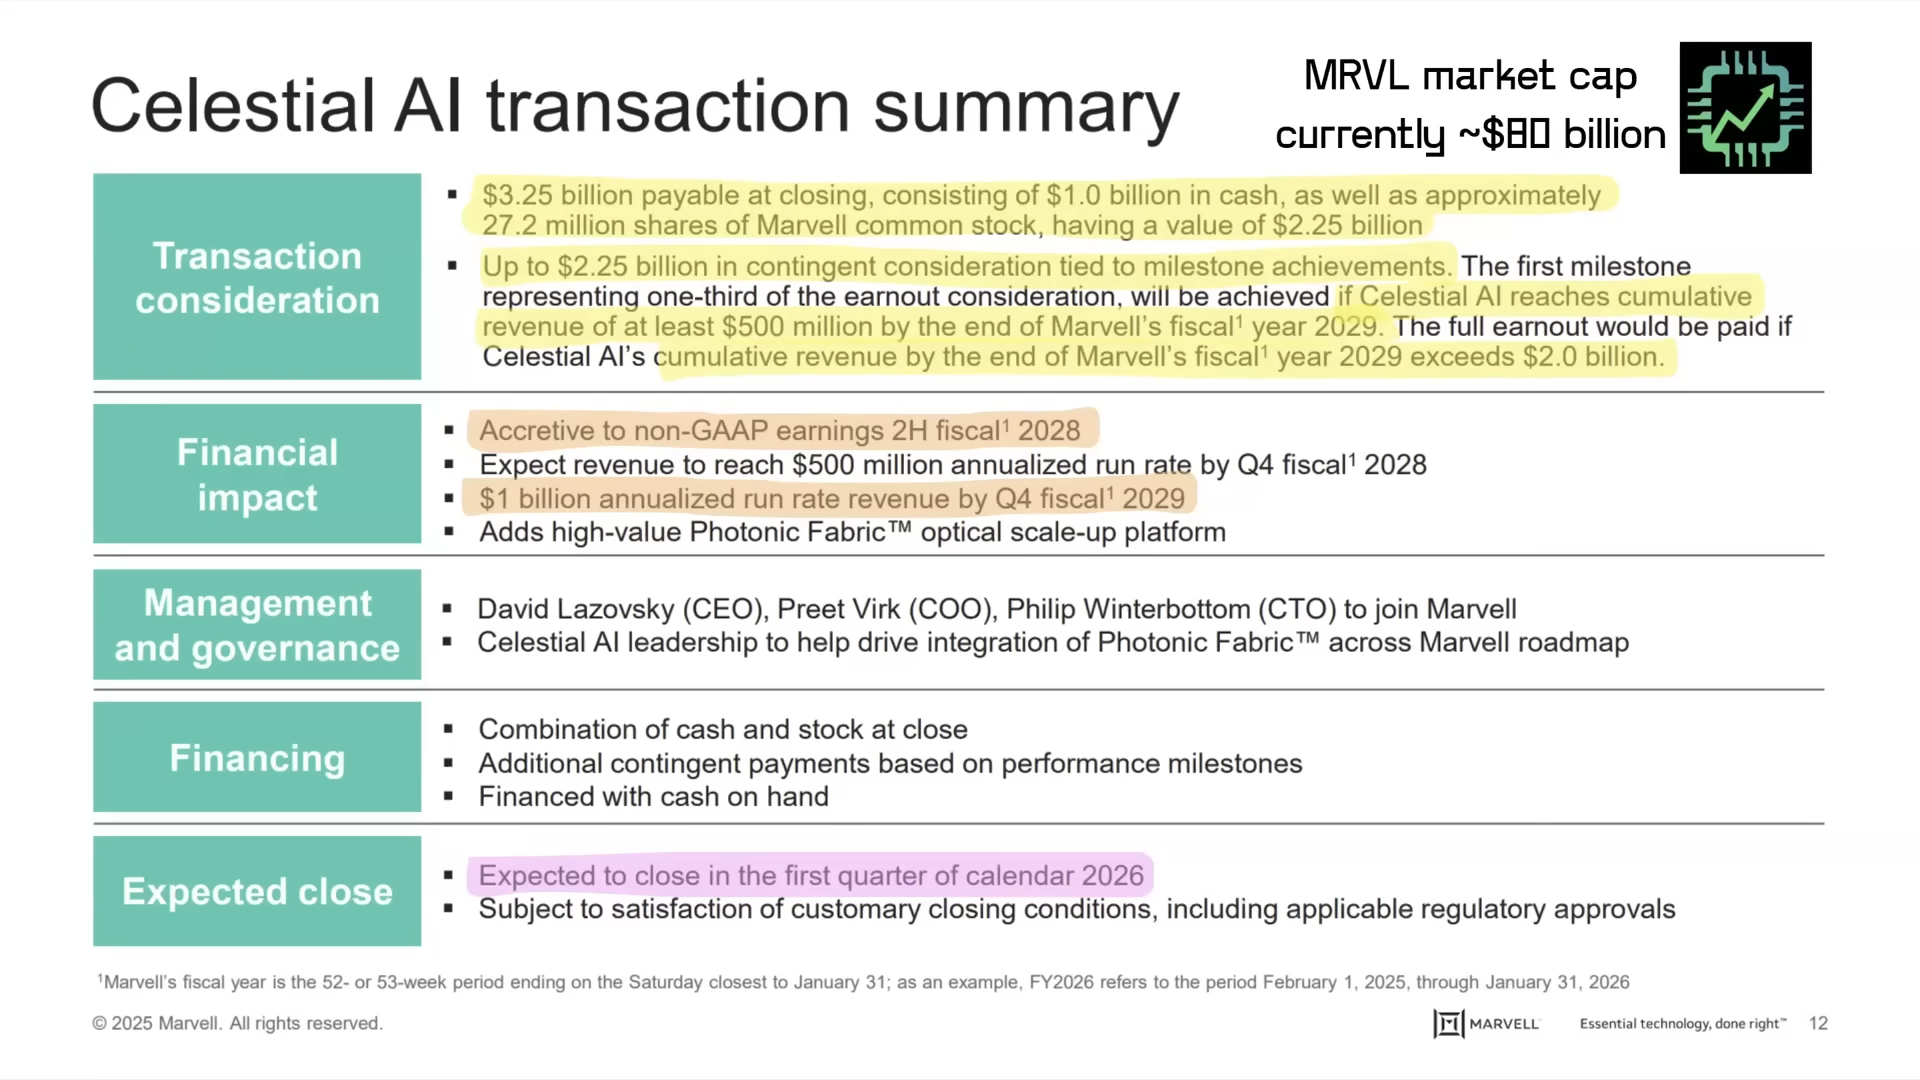 Celestial AI transaction summary
MRVL market cap
currently ~$80 billion
Transaction
consideration
▪ $3.25 billion payable at closing, consisting of $1.0 billion in cash, as well as approximately
27.2 million shares of Marvell common stock, having a value of $2.25 billion
▪ Up to $2.25 billion in contingent consideration tied to milestone achievements. The first milestone
representing one-third of the earnout consideration, will be achieved if Celestial AI reaches cumulative
revenue of at least $500 million by the end of Marvell's fiscal¹ year 2029. The full earnout would be paid if
Celestial AI's cumulative revenue by the end of Marvell's fiscal¹ year 2029 exceeds $2.0 billion.
Financial
impact
▪ Accretive to non-GAAP earnings 2H fiscal¹ 2028
▪ Expect revenue to reach $500 million annualized run rate by Q4 fiscal¹ 2028
▪ $1 billion annualized run rate revenue by Q4 fiscal¹ 2029
▪ Adds high-value Photonic Fabric™ optical scale-up platform
Management
and governance
▪ David Lazovsky (CEO), Preet Virk (COO), Philip Winterbottom (CTO) to join Marvell
▪ Celestial AI leadership to help drive integration of Photonic Fabric™ across Marvell roadmap
Financing
▪ Combination of cash and stock at close
▪ Additional contingent payments based on performance milestones
▪ Financed with cash on hand
Expected close
▪ Expected to close in the first quarter of calendar 2026
▪ Subject to satisfaction of customary closing conditions, including applicable regulatory approvals
¹Marvell's fiscal year is the 52- or 53-week period ending on the Saturday closest to January 31; as an example, FY2026 refers to the period February 1, 2025, through January 31, 2026
© 2025 Marvell. All rights reserved.
MARVELL
Essential technology, done right™
12